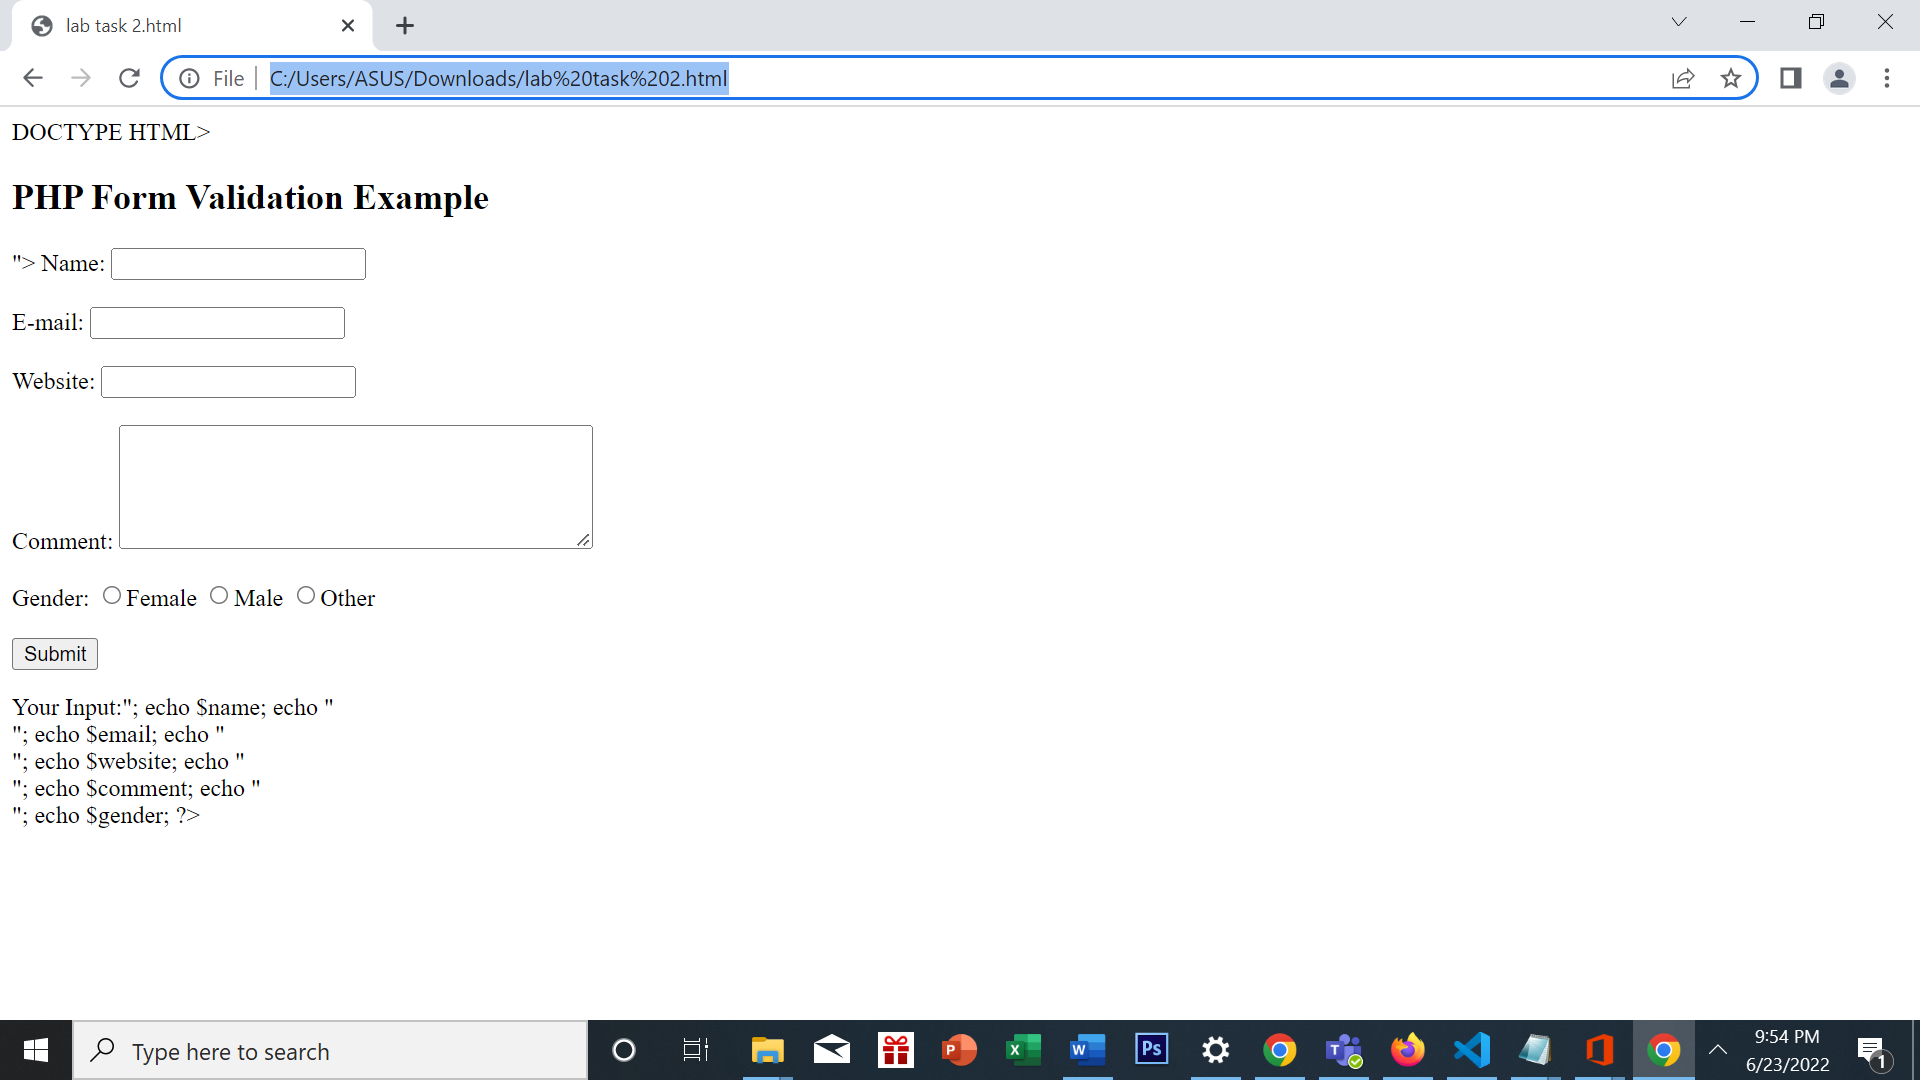 lab task 2.html
File C:/Users/ASUS/Downloads/lab%20task%202.html
DOCTYPE HTML>
PHP Form Validation Example
"> Name:
E-mail:
Website:
Comment:
Gender: Female Male Other
Submit
Your Input:"; echo $name; echo "
"; echo $email; echo "
"; echo $website; echo "
"; echo $comment; echo "
"; echo $gender; ?>
Type here to search
P
X
W
Ps
T
9:54 PM
6/23/2022
1